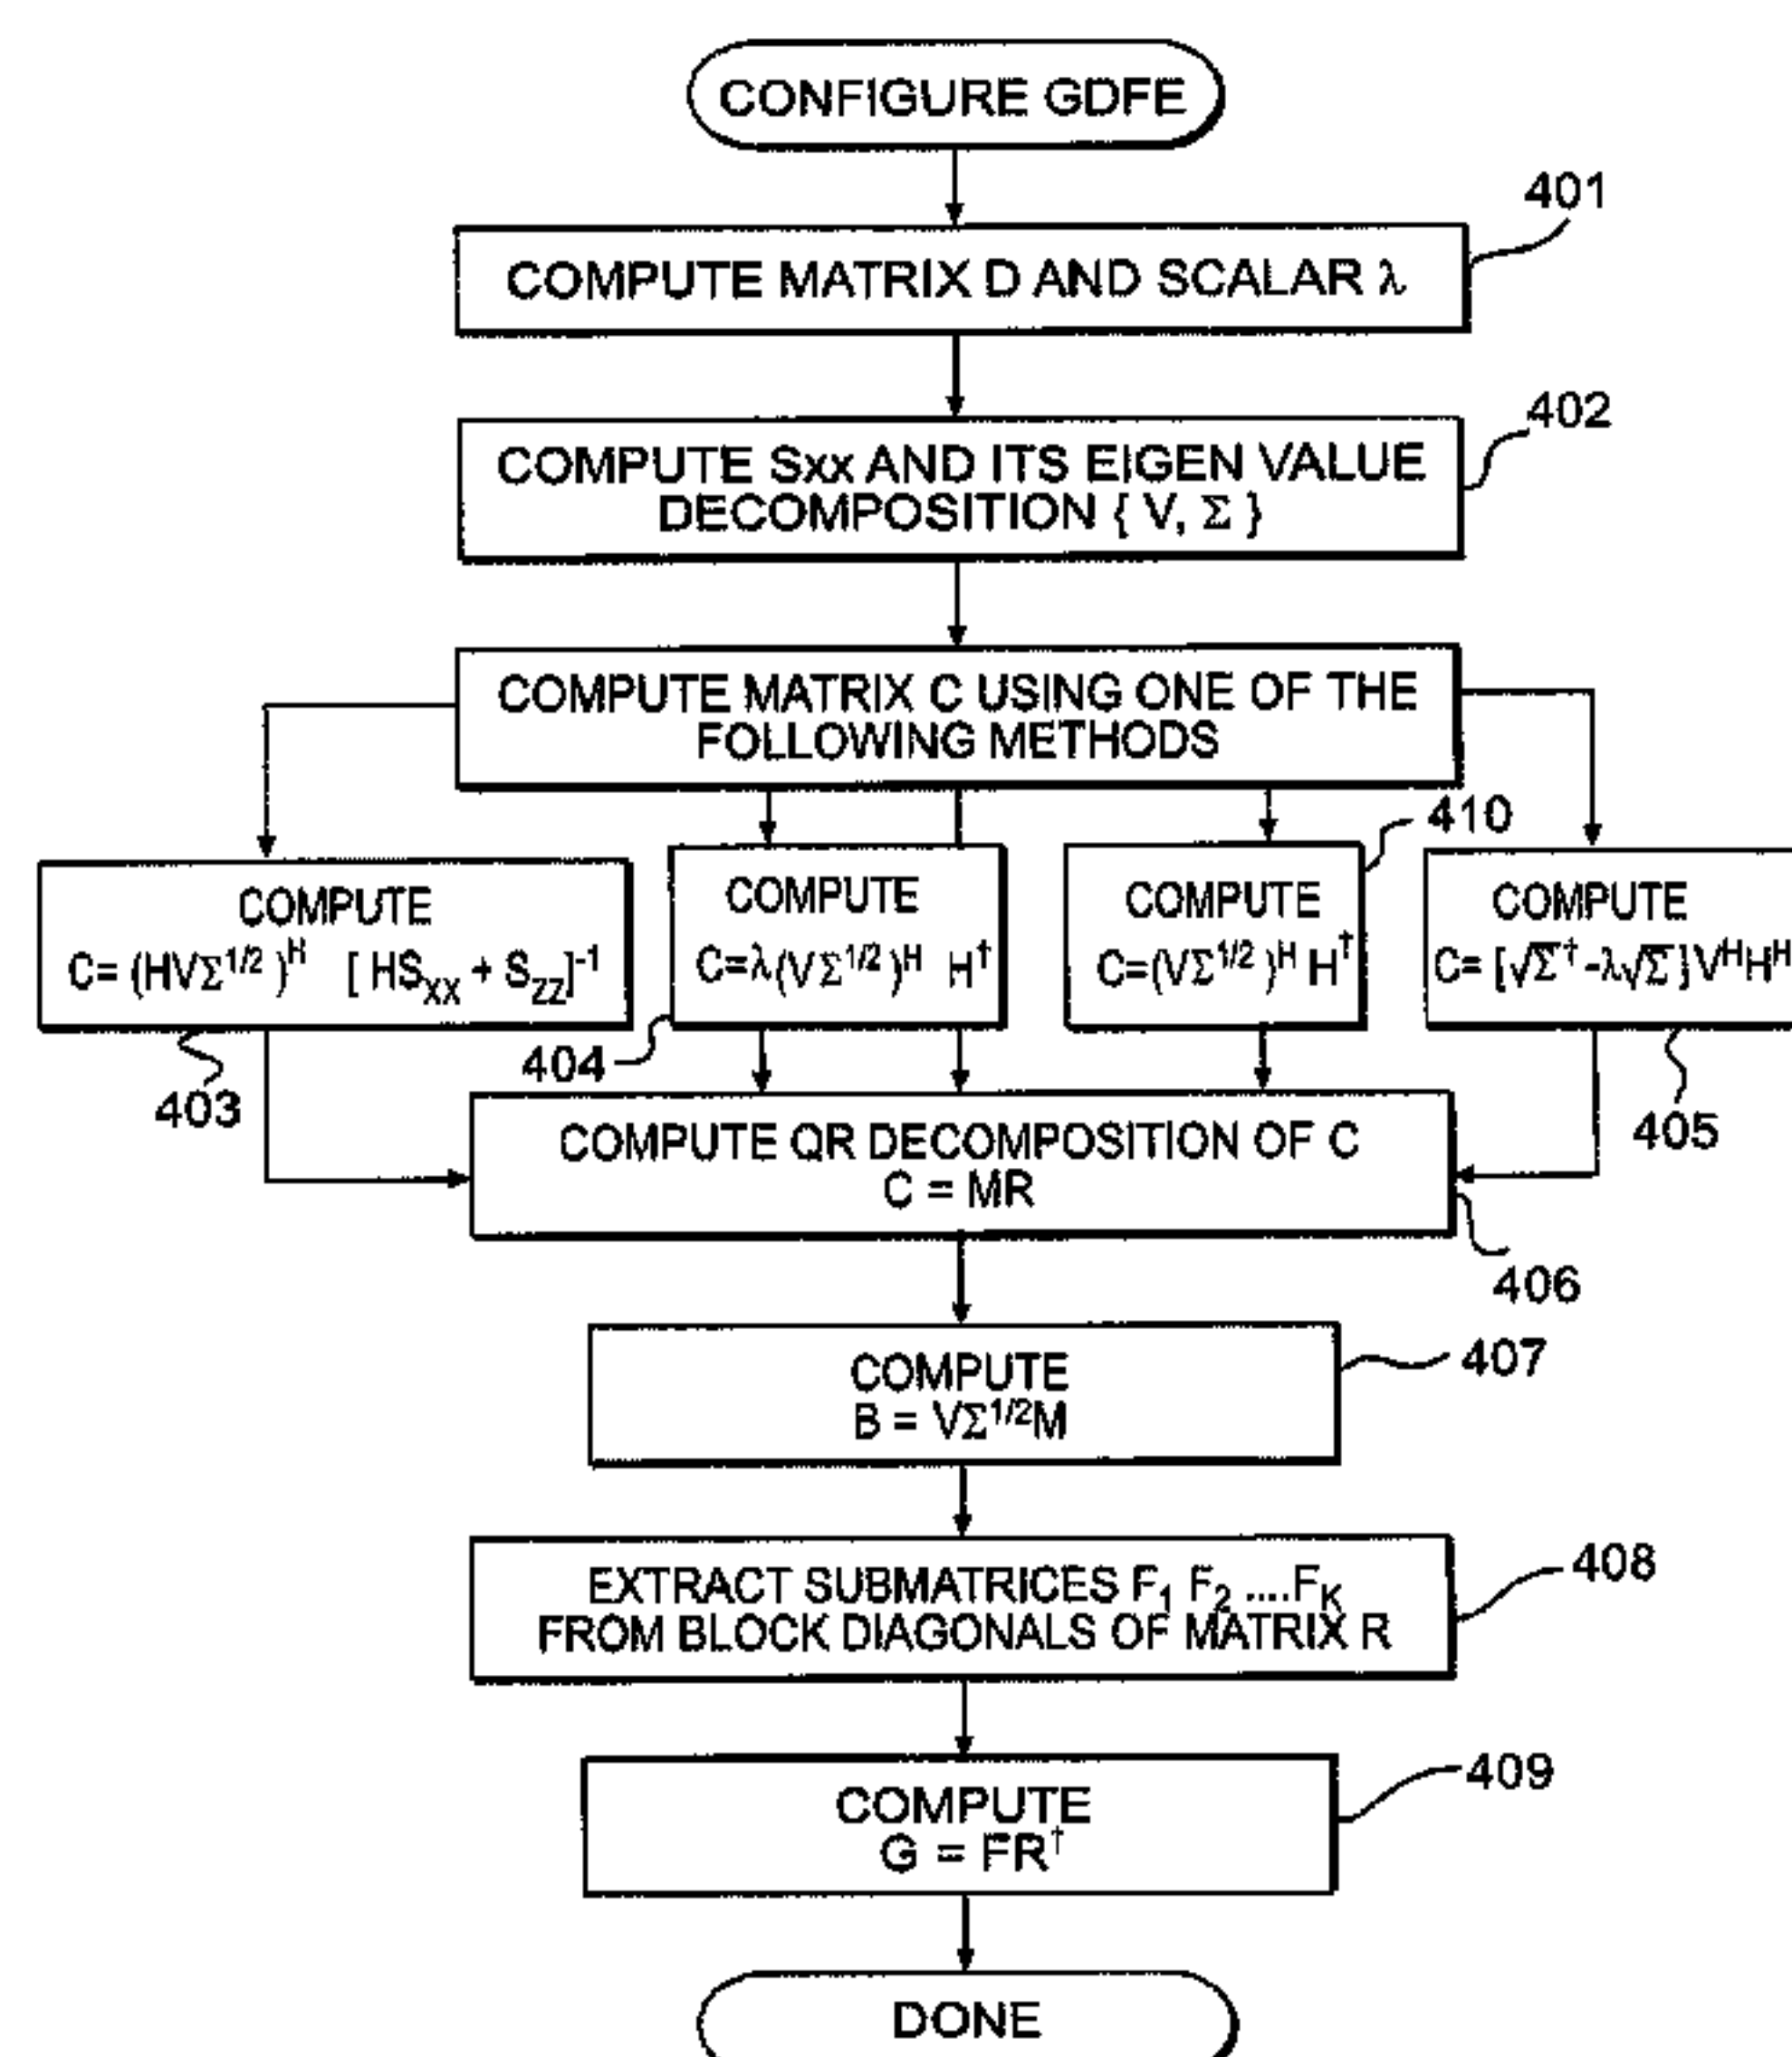 CONFIGURE GDFE
401
COMPUTE MATRIX D AND SCALAR λ
402
COMPUTE Sxx AND ITS EIGEN VALUE
DECOMPOSITION { V, Σ }
COMPUTE MATRIX C USING ONE OF THE
FOLLOWING METHODS
410
COMPUTE
C= (HVΣ^1/2)^H [ HS_XX + S_ZZ]^-1
403
COMPUTE
C=λ(VΣ^1/2)^H H^†
404
COMPUTE
C=(VΣ^1/2)^H H^†
COMPUTE
C= [√Σ^† -λ√Σ]V^H H^H
405
COMPUTE QR DECOMPOSITION OF C
C = MR
406
COMPUTE
B = VΣ^1/2M
407
EXTRACT SUBMATRICES F_1 F_2 ....F_K
FROM BLOCK DIAGONALS OF MATRIX R
408
COMPUTE
G = FR^†
409
DONE